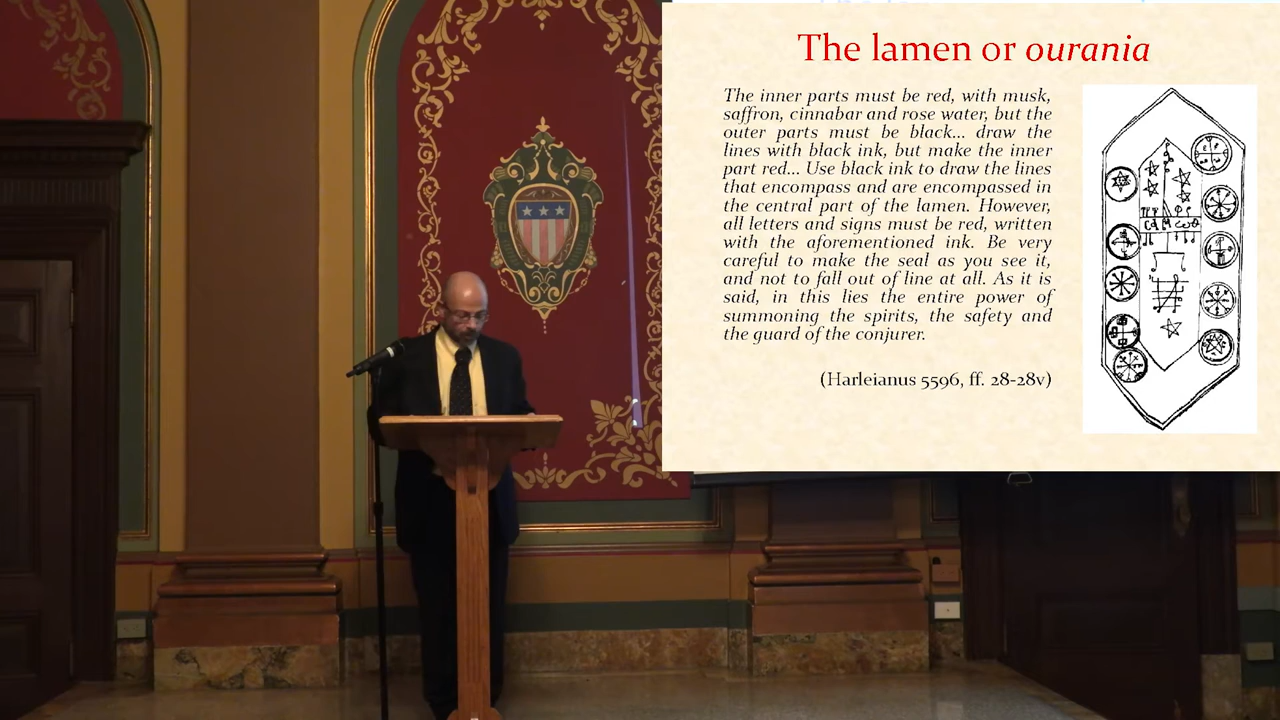 The lamen or ourania
The inner parts must be red, with musk,
saffron, cinnabar and rose water, but the
outer parts must be black... draw the
lines with black ink, but make the inner
part red... Use black ink to draw the lines
that encompass and are encompassed in
the central part of the lamen. However,
all letters and signs must be red, written
with the aforementioned ink. Be very
careful to make the seal as you see it,
and not to fall out of line at all. As it is
said, in this lies the entire power of
summoning the spirits, the safety and
the guard of the conjurer.
(Harleianus 5596, ff. 28-28v)